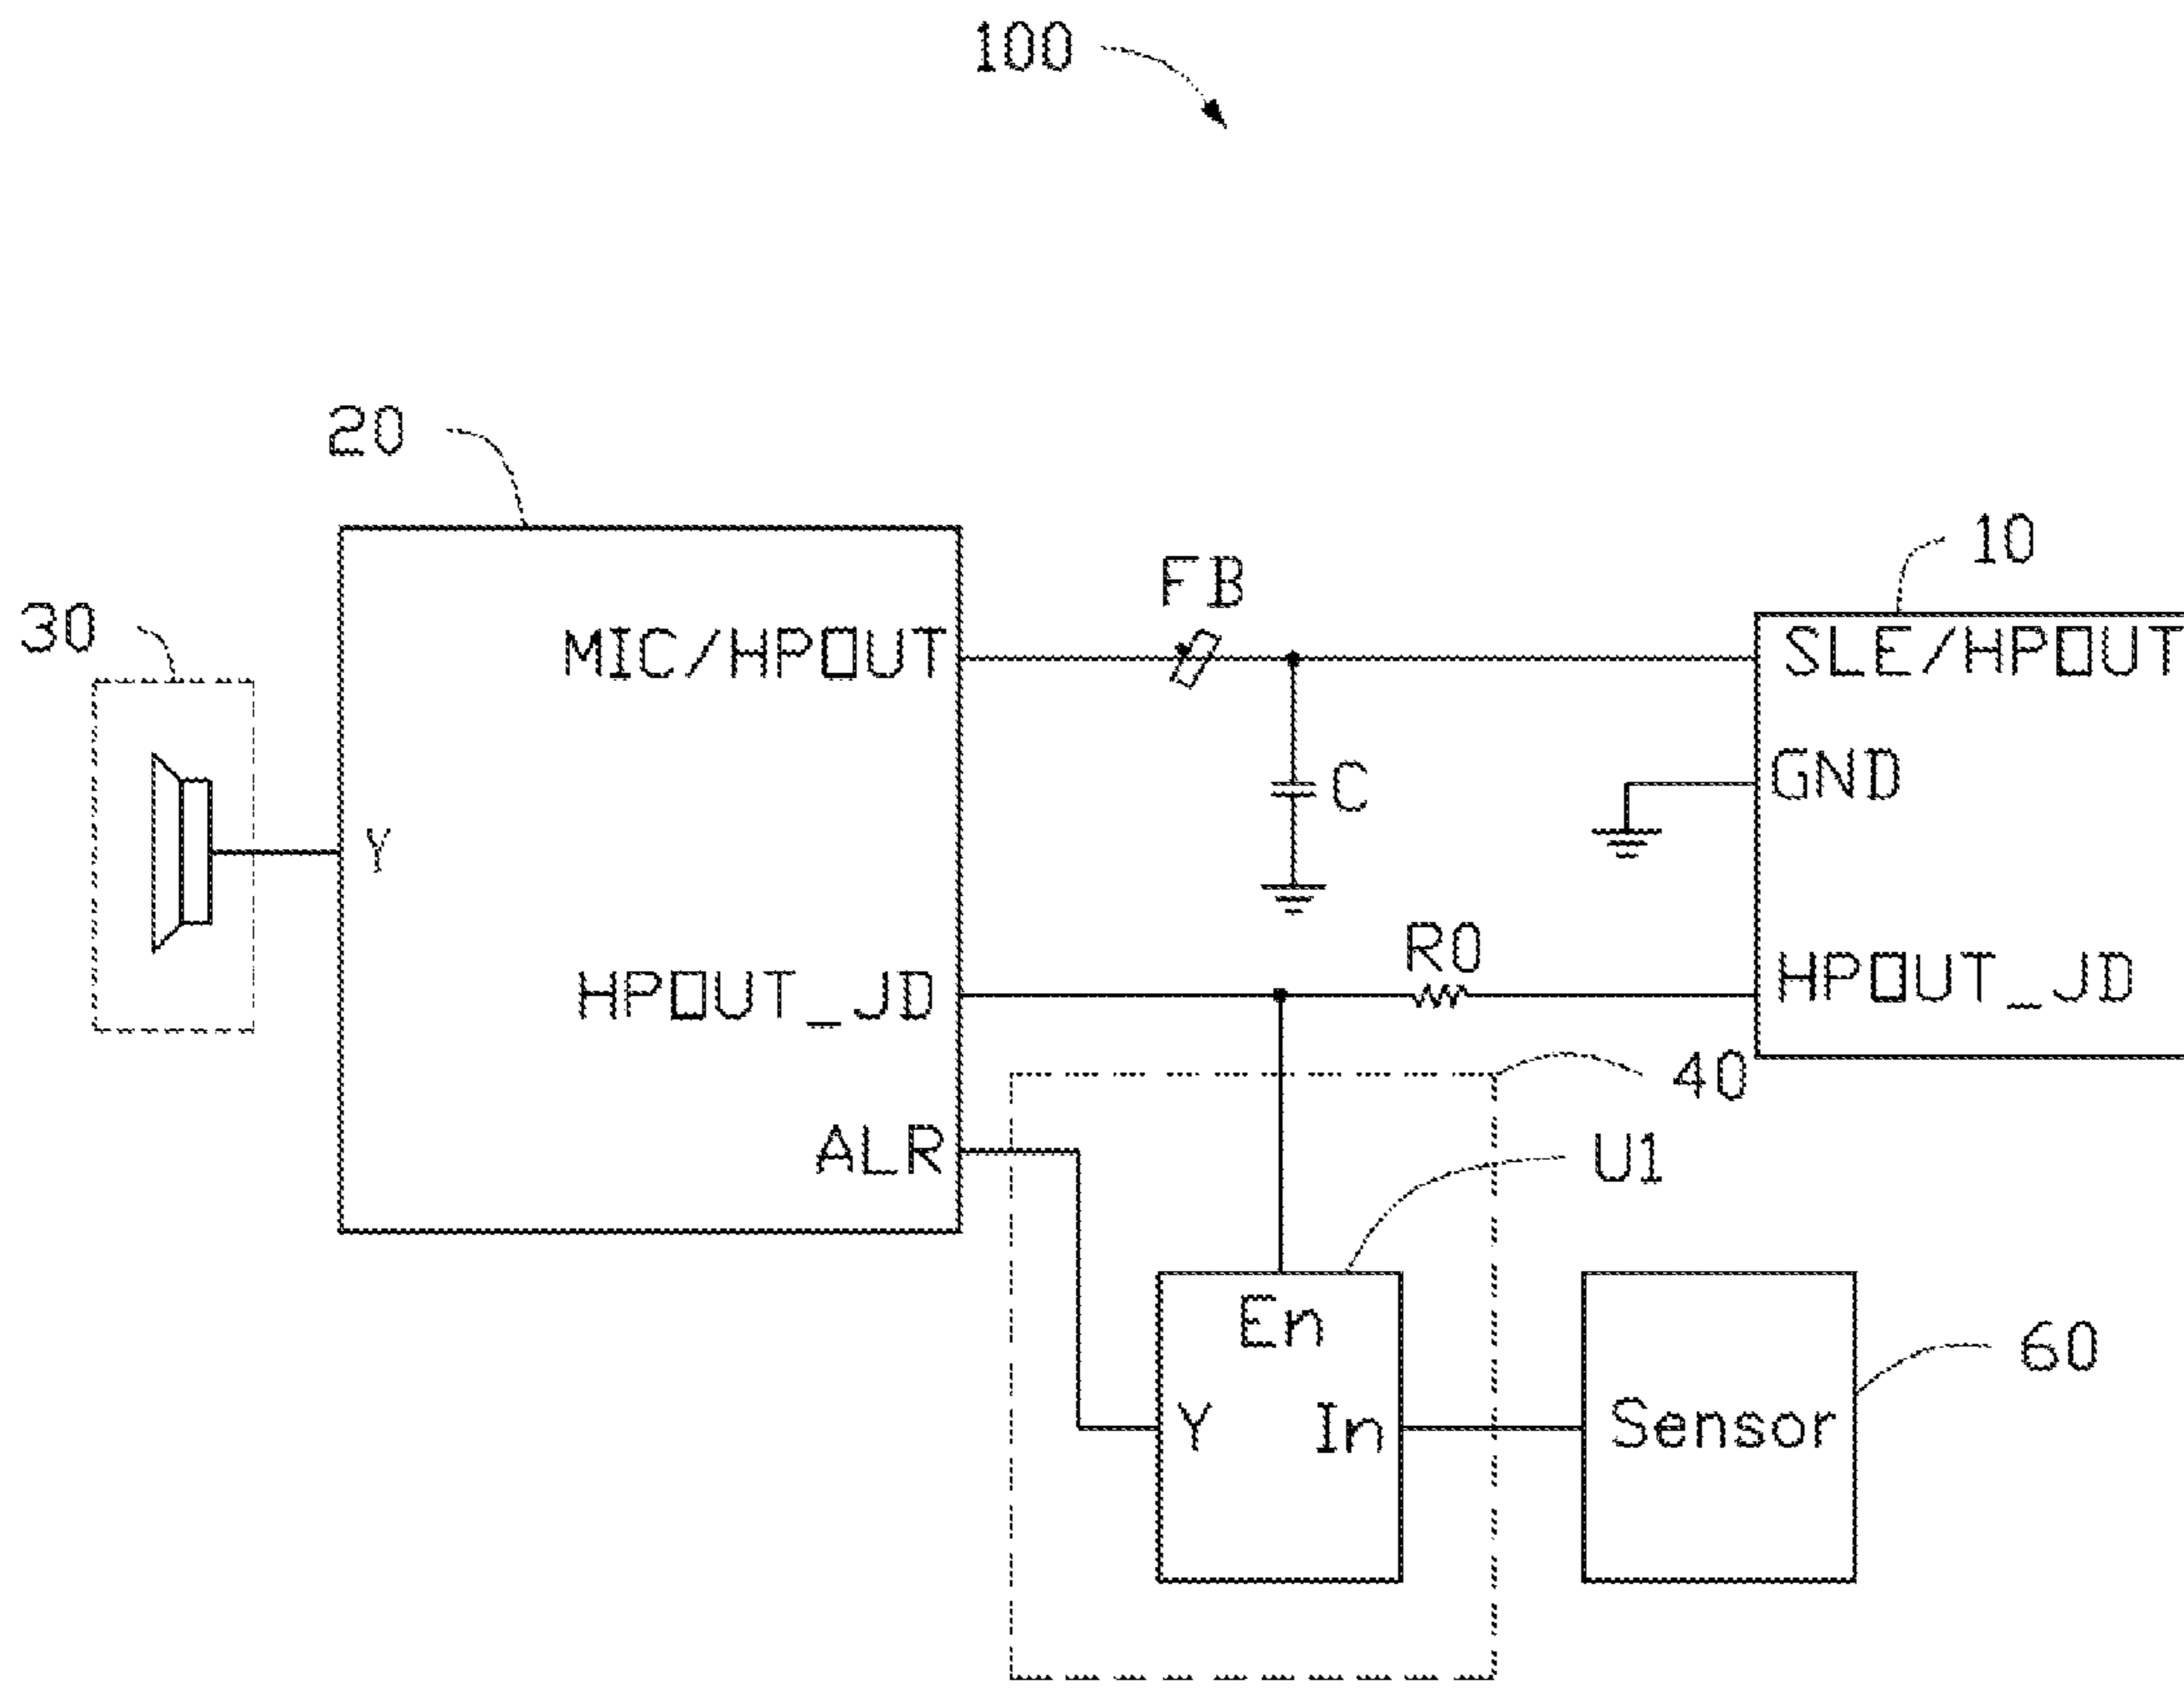 100
20
10
FB
30
MIC/HPOUT
SLE/HPOUT
GND
C
Y
R0
HPOUT_JD
HPOUT_JD
40
ALR
U1
En
60
Y
In
Sensor